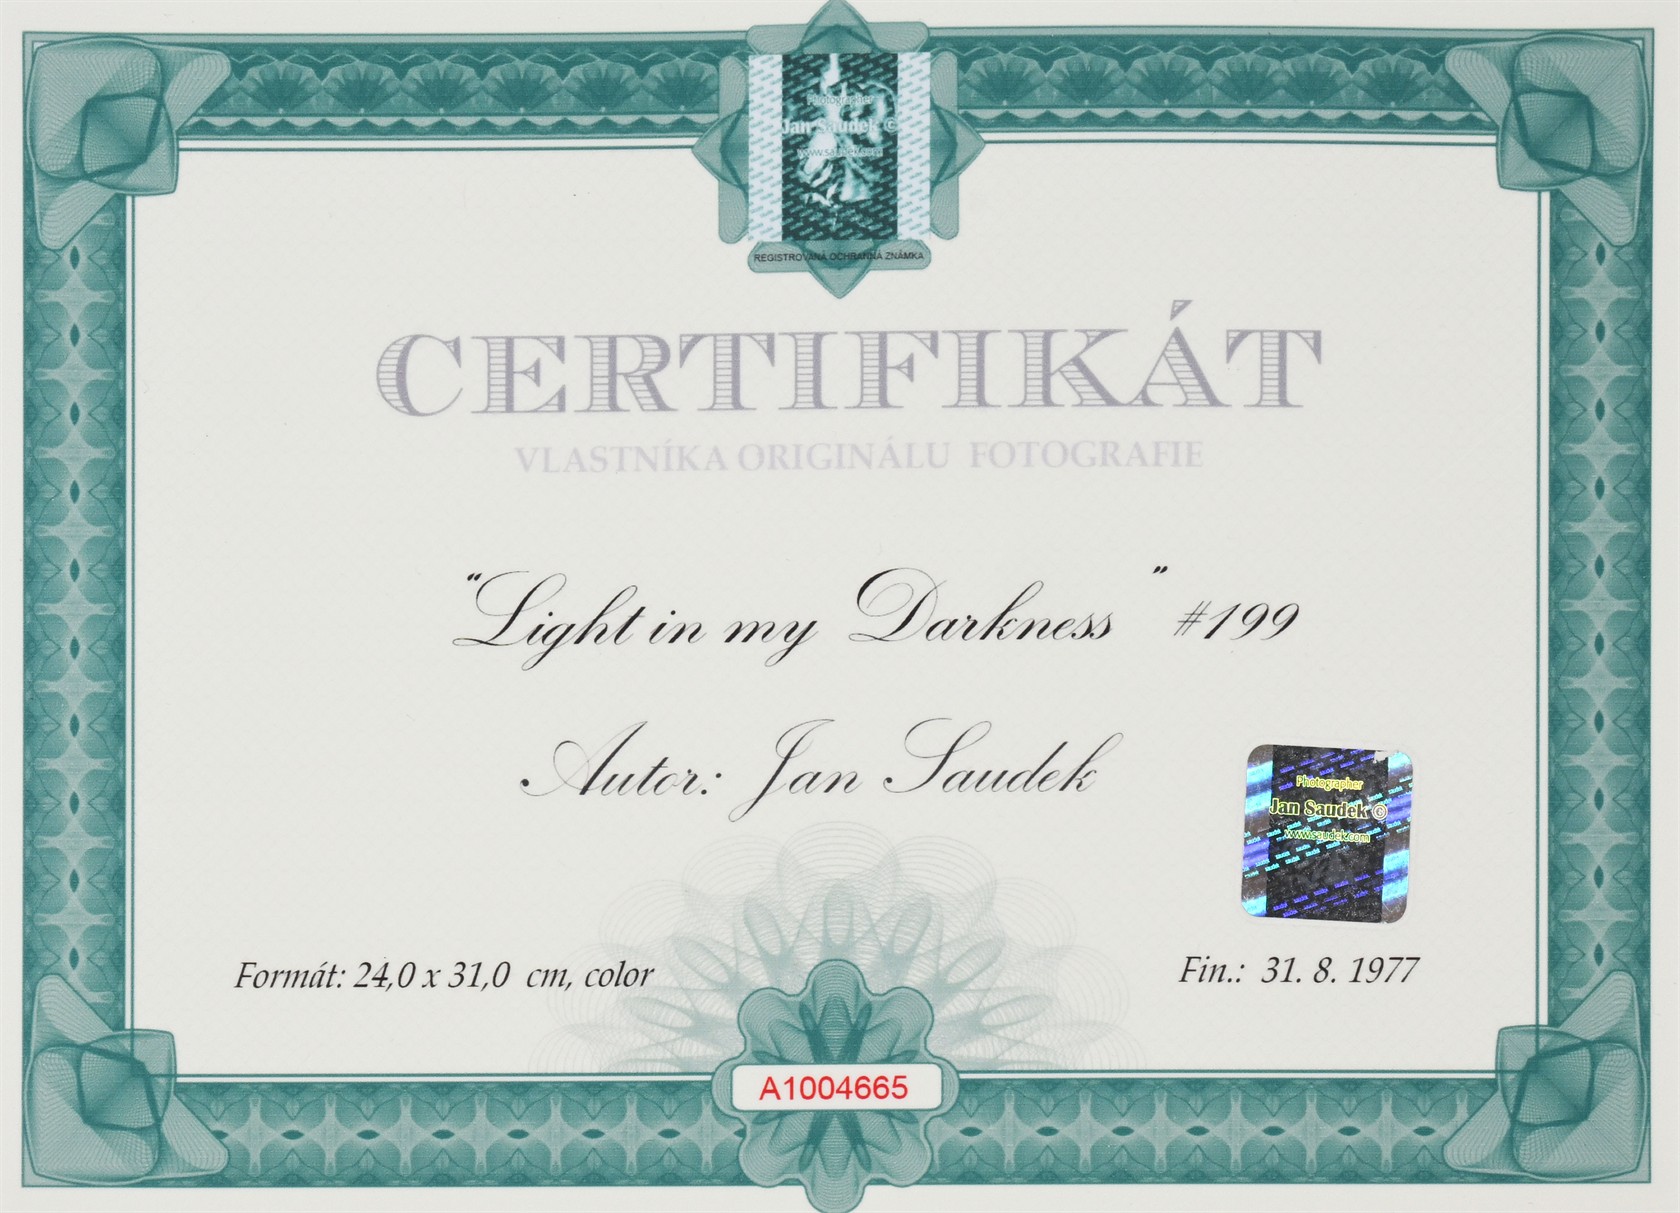 Photographer
Jan Saudek ©
www.saudek.com
REGISTROVANÁ OCHRANNÁ ZNÁMKA
CERTIFIKÁT
VLASTNÍKA ORIGINÁLU FOTOGRAFIE
"Light in my Darkness" #199
Autor: Jan Saudek
Photographer
Jan Saudek ©
www.saudek.com
Formát: 24,0 x 31,0 cm, color
Fin.: 31. 8. 1977
A1004665